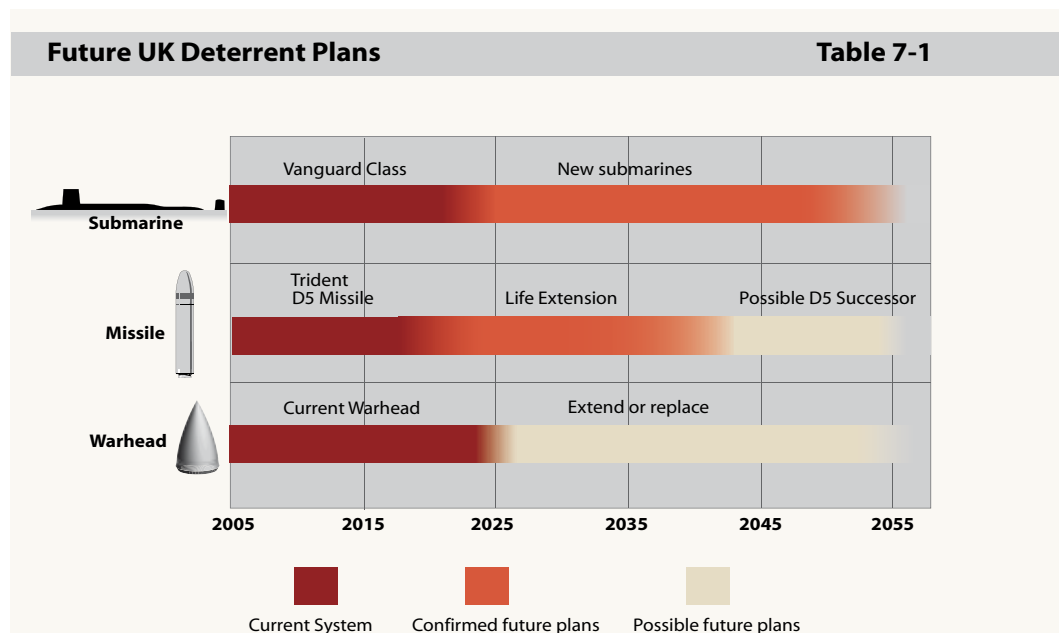 Future UK Deterrent Plans Table 7-1
Vanguard Class New submarines
Submarine
Trident
D5 Missile Life Extension Possible D5 Successor
Missile
Current Warhead Extend or replace
Warhead
2005 2015 2025 2035 2045 2055
Current System Confirmed future plans Possible future plans